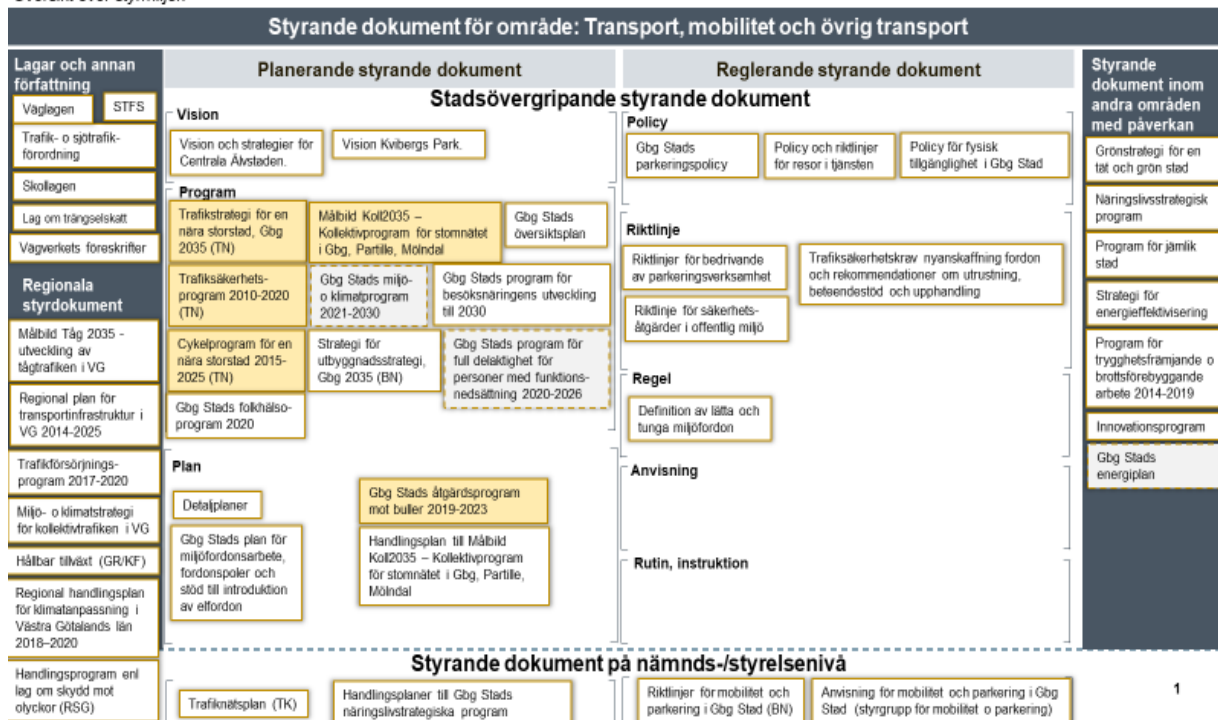 Översikt över styrmiljön
Styrande dokument för område: Transport, mobilitet och övrig transport
Lagar och annan
författning
Väglagen
STFS
Trafik- o sjötrafik-
förordning
Skollagen
Lag om trängselskatt
Vägverkets föreskrifter
Regionala
styrdokument
Målbild Tåg 2035 -
utveckling av
tågtrafiken i VG
Regional plan för
transportinfrastruktur i
VG 2014-2025
Trafikförsörjnings-
program 2017-2020
Miljö- o klimatstrategi
för kollektivtrafiken i VG
Hållbar tillväxt (GR/KF)
Regional handlingsplan
för klimatanpassning i
Västra Götalands län
2018–2020
Handlingsprogram enl
lag om skydd mot
olyckor (RSG)
Planerande styrande dokument
Reglerande styrande dokument
Stadsövergripande styrande dokument
Vision
Vision och strategier för
Centrala Älvstaden.
Vision Kvibergs Park.
Program
Trafikstrategi för en
nära storstad, Gbg
2035 (TN)
Målbild Koll2035 –
Kollektivprogram för stomnätet
i Gbg, Partille, Mölndal
Gbg Stads
översiktsplan
Trafiksäkerhets-
program 2010-2020
(TN)
Gbg Stads miljö-
o klimatprogram
2021-2030
Gbg Stads program för
besöksnäringens utveckling
till 2030
Cykelprogram för en
nära storstad 2015-
2025 (TN)
Strategi för
utbyggnadsstrategi,
Gbg 2035 (BN)
Gbg Stads program för
full delaktighet för
personer med funktions-
nedsättning 2020-2026
Gbg Stads folkhälso-
program 2020
Plan
Detaljplaner
Gbg Stads åtgärdsprogram
mot buller 2019-2023
Gbg Stads plan för
miljöfordonsarbete,
fordonspoler och
stöd till introduktion
av elfordon
Handlingsplan till Målbild
Koll2035 – Kollektivprogram
för stomnätet i Gbg, Partille,
Mölndal
Policy
Gbg Stads
parkeringspolicy
Policy och riktlinjer
för resor i tjänsten
Policy för fysisk
tillgänglighet i Gbg Stad
Riktlinje
Riktlinjer för bedrivande
av parkeringsverksamhet
Trafiksäkerhetskrav nyanskaffning fordon
och rekommendationer om utrustning,
beteendestöd och upphandling
Riktlinje för säkerhets-
åtgärder i offentlig miljö
Regel
Definition av lätta och
tunga miljöfordon
Anvisning
Rutin, instruktion
Styrande
dokument inom
andra områden
med påverkan
Grönstrategi för en
tät och grön stad
Näringslivsstrategisk
program
Program för jämlik
stad
Strategi för
energieffektivisering
Program för
trygghetsfrämjande o
brottsförebyggande
arbete 2014-2019
Innovationsprogram
Gbg Stads
energiplan
Styrande dokument på nämnds-/styrelsenivå
Trafiknätsplan (TK)
Handlingsplaner till Gbg Stads
näringslivstrategiska program
Riktlinjer för mobilitet och
parkering i Gbg Stad (BN)
Anvisning för mobilitet och parkering i Gbg
Stad (styrgrupp för mobilitet o parkering)
1